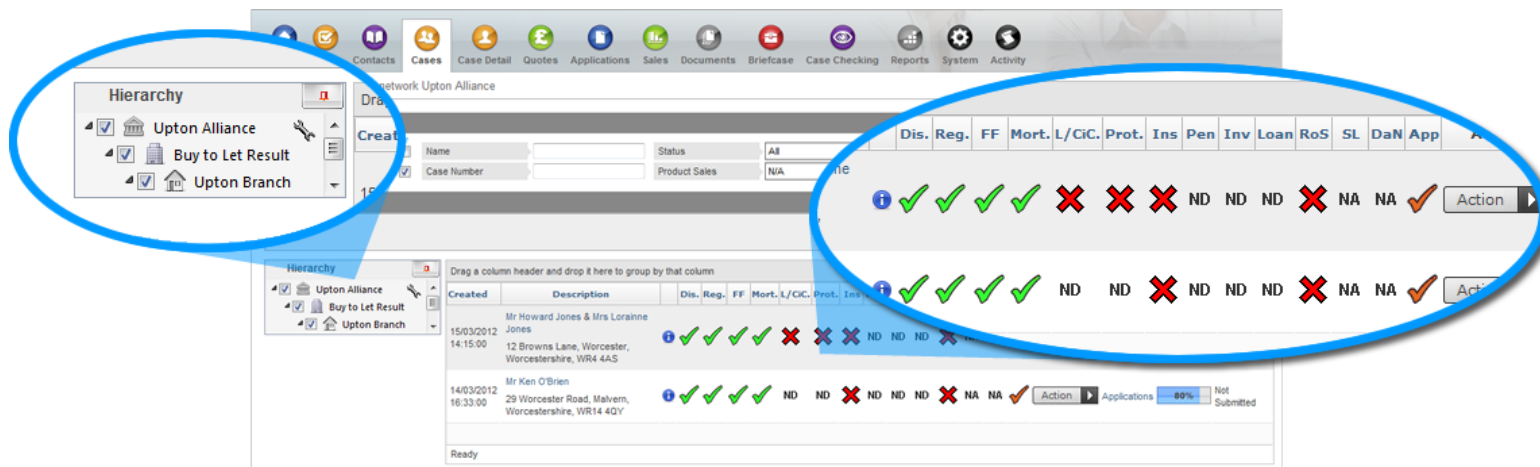 Contacts Cases Case Detail Quotes Applications Sales Documents Briefcase Case Checking Reports System Activity
network Upton Alliance
Hierarchy
Upton Alliance
Buy to Let Result
Upton Branch
Name Status All
Case Number Product Sales N/A
Dis. Reg. FF Mort. L/CiC. Prot. Ins Pen Inv Loan RoS SL DaN App
ND ND ND NA NA Action
ND ND ND ND ND NA NA
Hierarchy
Upton Alliance
Buy to Let Result
Upton Branch
Drag a column header and drop it here to group by that column
Created Description Dis. Reg. FF Mort. L/CiC. Prot. Ins
15/03/2012
14:15:00
Mr Howard Jones & Mrs Lorainne
Jones
12 Browns Lane, Worcester,
Worcestershire, WR4 4AS
ND ND ND
14/03/2012
16:33:00
Mr Ken O'Brien
29 Worcester Road, Malvern,
Worcestershire, WR14 4QY
ND ND ND ND ND NA NA Action Applications 80% Not
Submitted
Ready